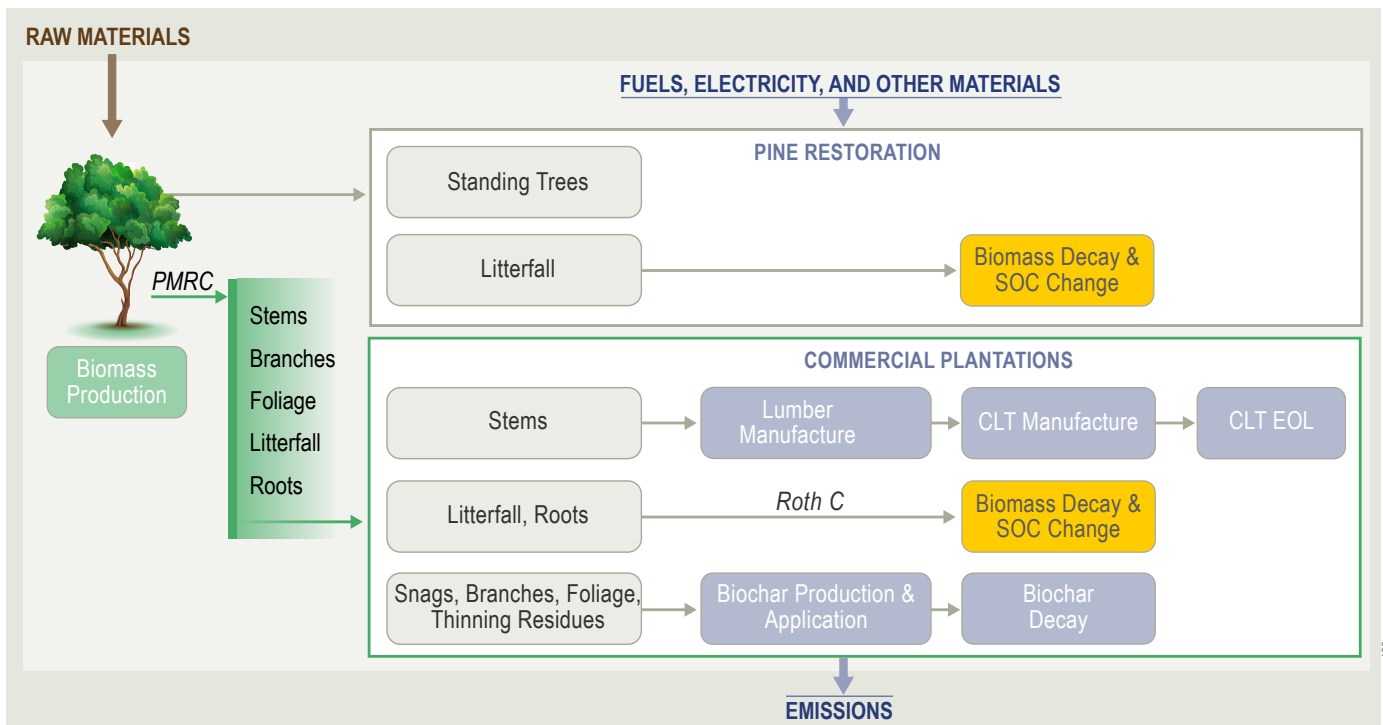 RAW MATERIALS
FUELS, ELECTRICITY, AND OTHER MATERIALS
PINE RESTORATION
Standing Trees
Litterfall
Biomass Decay &
SOC Change
PMRC
Biomass
Production
Stems
Branches
Foliage
Litterfall
Roots
COMMERCIAL PLANTATIONS
Stems
Lumber
Manufacture
CLT Manufacture
CLT EOL
Litterfall, Roots
Roth C
Biomass Decay &
SOC Change
Snags, Branches, Foliage,
Thinning Residues
Biochar Production &
Application
Biochar
Decay
EMISSIONS